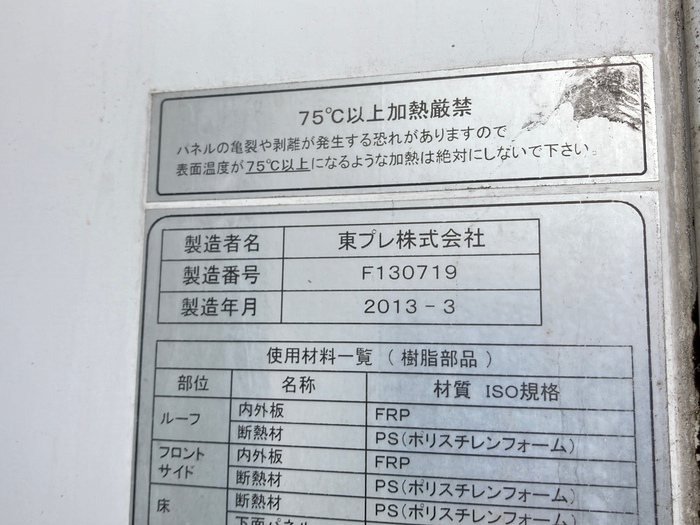 75℃以上加熱厳禁
パネルの亀裂や剥離が発生する恐れがありますので
表面温度が75℃以上になるような加熱は絶対にしないで下さい。
製造者名 東プレ株式会社
製造番号 F130719
製造年月 2013-3
使用材料一覧 (樹脂部品)
部位 名称 材質 ISO規格
ルーフ 内外板 FRP
断熱材 PS(ポリスチレンフォーム)
フロント サイド 内外板 FRP
断熱材 PS(ポリスチレンフォーム)
床 断熱材 PS(ポリスチレンフォーム)